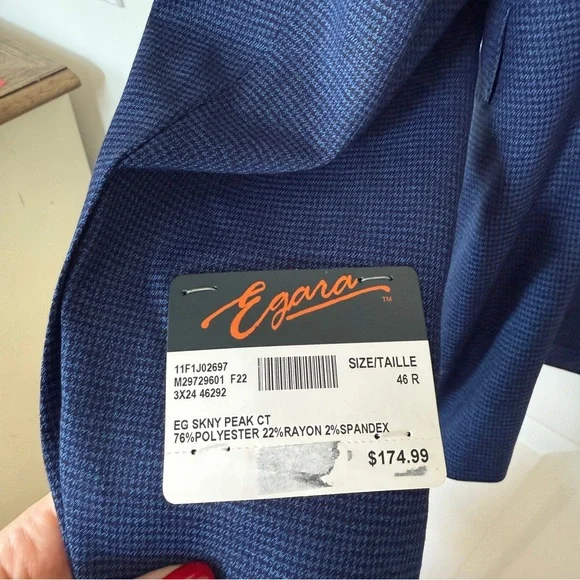 Egara™
11F1J02697
M29729601 F22
3X24 46292
SIZE/TAILLE
46 R
EG SKNY PEAK CT
76%POLYESTER 22%RAYON 2%SPANDEX
$174.99